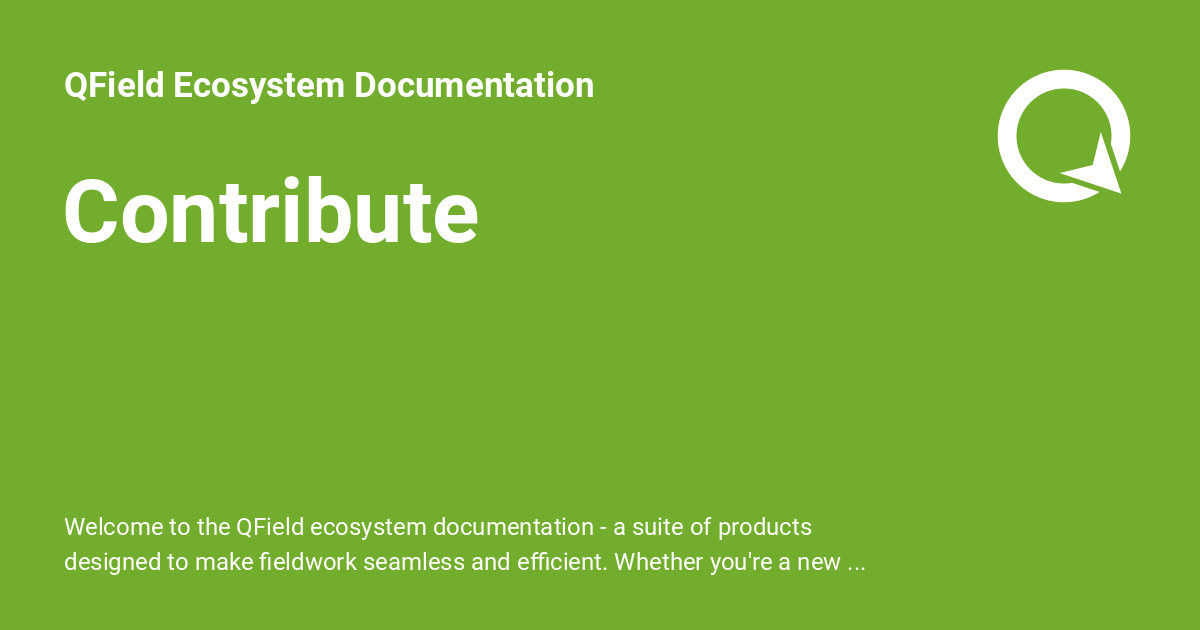 QField Ecosystem Documentation
Contribute
Welcome to the QField ecosystem documentation - a suite of products
designed to make fieldwork seamless and efficient. Whether you're a new ...